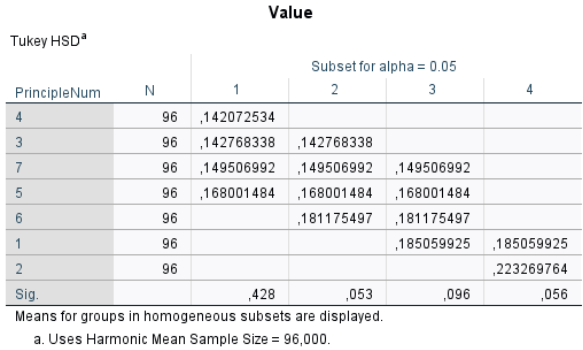 Value
Tukey HSDa
Subset for alpha = 0.05
PrincipleNum N 1 2 3 4
4 96 ,142072534
3 96 ,142768338 ,142768338
7 96 ,149506992 ,149506992 ,149506992
5 96 ,168001484 ,168001484 ,168001484
6 96 ,181175497 ,181175497
1 96 ,185059925 ,185059925
2 96 ,223269764
Sig. ,428 ,053 ,096 ,056
Means for groups in homogeneous subsets are displayed.
a. Uses Harmonic Mean Sample Size = 96,000.